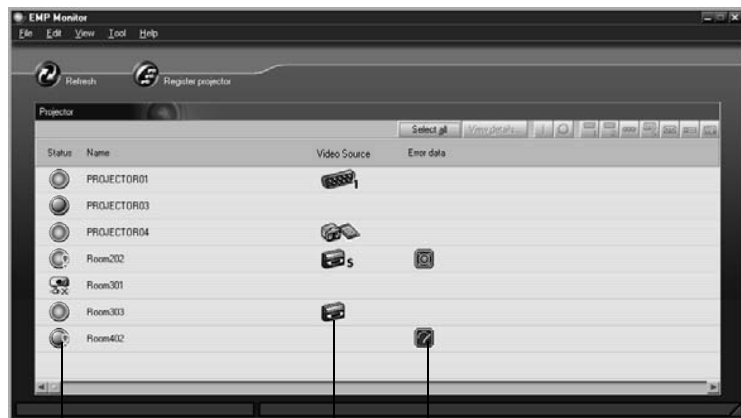 EMP Monitor
File Edit View Tool Help
Refresh Register projector
Projector
Select all View details...
Status Name Video Source Error data
PROJECTOR01 1
PROJECTOR03
PROJECTOR04
Room202 S
Room301
Room303
Room402